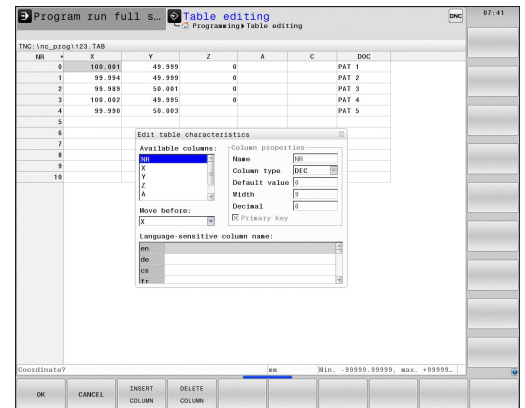 Program run full s... Table editing DNC 07:41
Programming Table editing
TNC:\nc_prog\123.TAB
NR X Y Z A C DOC
0 100.001 49.999 0 PAT 1
1 99.994 49.999 0 PAT 2
2 99.989 50.001 0 PAT 3
3 100.002 49.995 0 PAT 4
4 99.990 50.003 PAT 5
5
6
7
8
9
10
Edit table characteristics
Available columns:
NR
X
Y
Z
A
Move before:
X
Column properties
Name NR
Column type DEC
Default value 0
Width 9
Decimal 0
Primary key
Language-sensitive column name:
en
de
cs
fr
Coordinate? mm Min. -99999.99999, max. +99999…
OK CANCEL INSERT COLUMN DELETE COLUMN